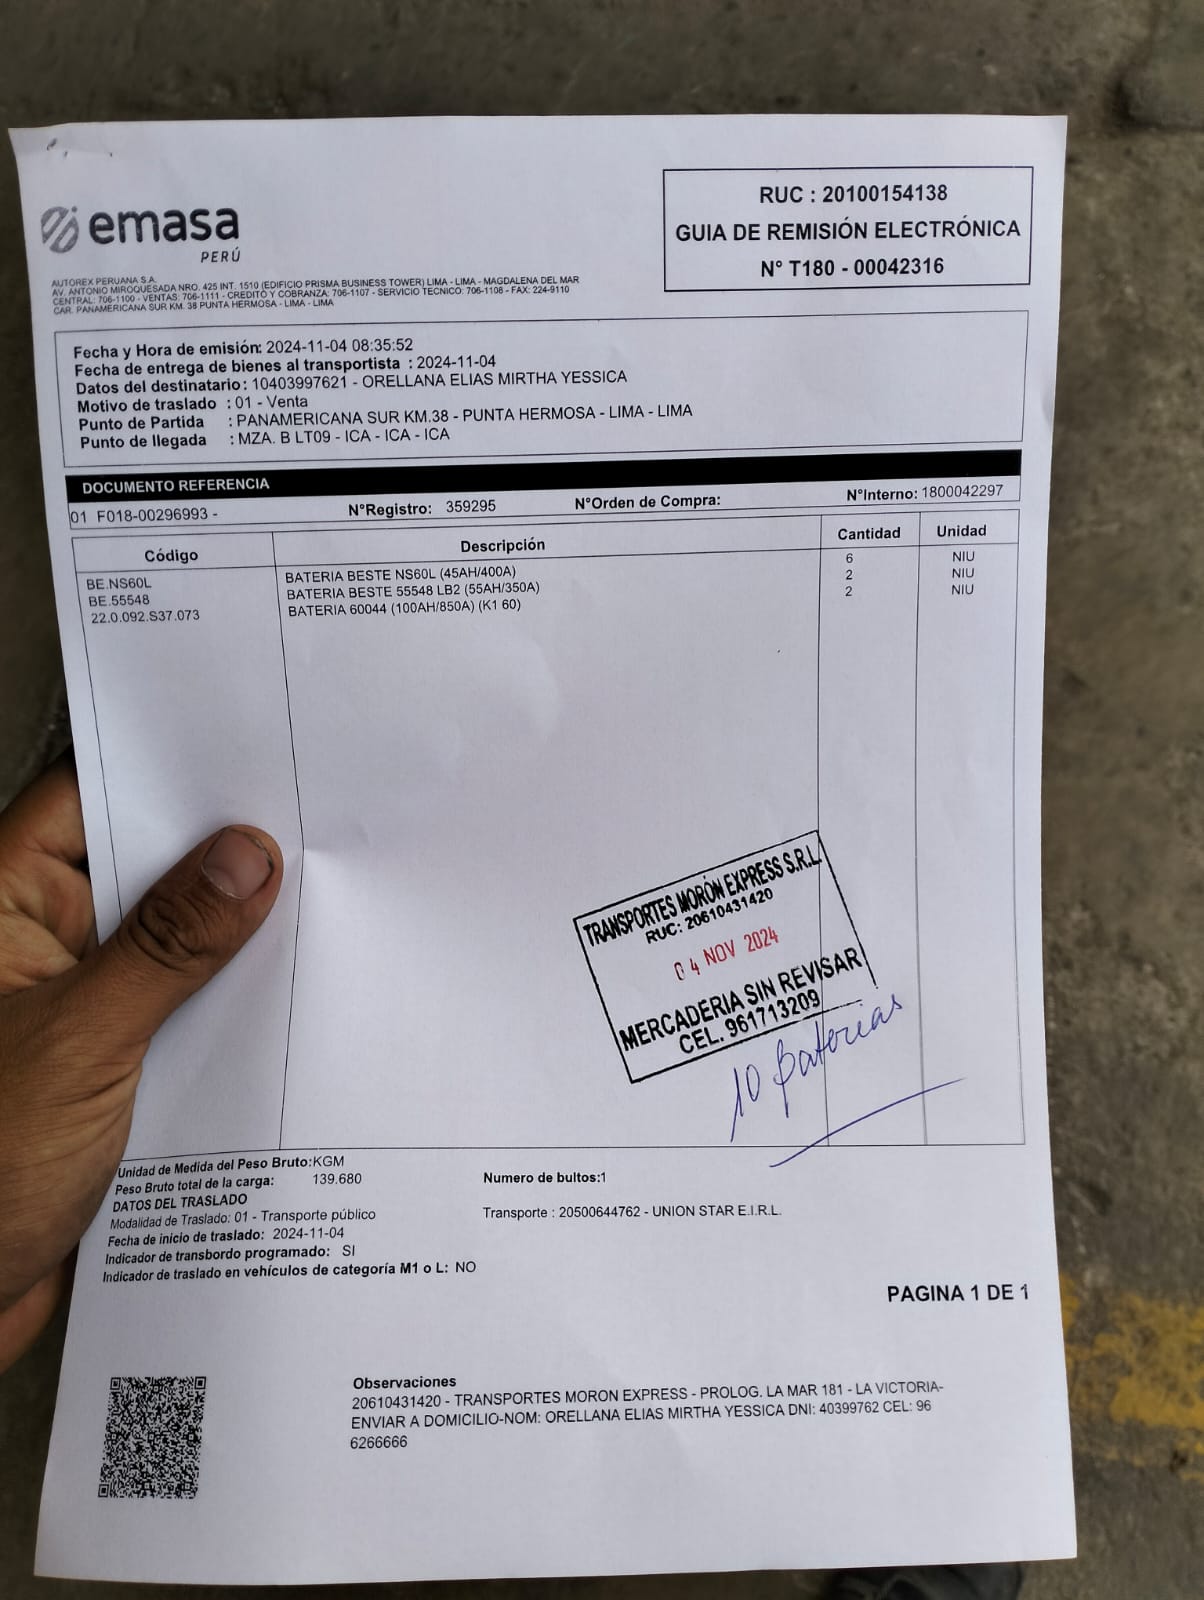 emasa
PERÚ
RUC : 20100154138
GUIA DE REMISIÓN ELECTRÓNICA
N° T180 - 00042316
AUTOREX PERUANA S.A.
AV. ANTONIO MIROQUESADA NRO. 425 INT. 1510 (EDIFICIO PRISMA BUSINESS TOWER) LIMA - LIMA - MAGDALENA DEL MAR
CENTRAL: 706-1100 - VENTAS: 706-1111 - CREDITO Y COBRANZA: 706-1107 - SERVICIO TECNICO: 706-1108 - FAX: 224-9110
CAR. PANAMERICANA SUR KM. 38 PUNTA HERMOSA - LIMA - LIMA
Fecha y Hora de emisión: 2024-11-04 08:35:52
Fecha de entrega de bienes al transportista : 2024-11-04
Datos del destinatario : 10403997621 - ORELLANA ELIAS MIRTHA YESSICA
Motivo de traslado : 01 - Venta
Punto de Partida : PANAMERICANA SUR KM.38 - PUNTA HERMOSA - LIMA - LIMA
Punto de llegada : MZA. B LT09 - ICA - ICA - ICA
DOCUMENTO REFERENCIA
01 F018-00296993 - N°Registro: 359295 N°Orden de Compra: N°Interno: 1800042297
Código Descripción Cantidad Unidad
BE.NS60L BATERIA BESTE NS60L (45AH/400A) 6 NIU
BE.55548 BATERIA BESTE 55548 LB2 (55AH/350A) 2 NIU
22.0.092.S37.073 BATERIA 60044 (100AH/850A) (K1 60) 2 NIU
TRANSPORTES MORÓN EXPRESS S.R.L.
RUC: 20610431420
04 NOV 2024
MERCADERIA SIN REVISAR
CEL. 961713209
10 Baterias
Unidad de Medida del Peso Bruto:KGM
Peso Bruto total de la carga: 139.680 Numero de bultos:1
DATOS DEL TRASLADO
Modalidad de Traslado: 01 - Transporte público Transporte : 20500644762 - UNION STAR E.I.R.L.
Fecha de inicio de traslado: 2024-11-04
Indicador de transbordo programado: SI
Indicador de traslado en vehículos de categoría M1 o L: NO
PAGINA 1 DE 1
Observaciones
20610431420 - TRANSPORTES MORON EXPRESS - PROLOG. LA MAR 181 - LA VICTORIA-
ENVIAR A DOMICILIO-NOM: ORELLANA ELIAS MIRTHA YESSICA DNI: 40399762 CEL: 96
6266666